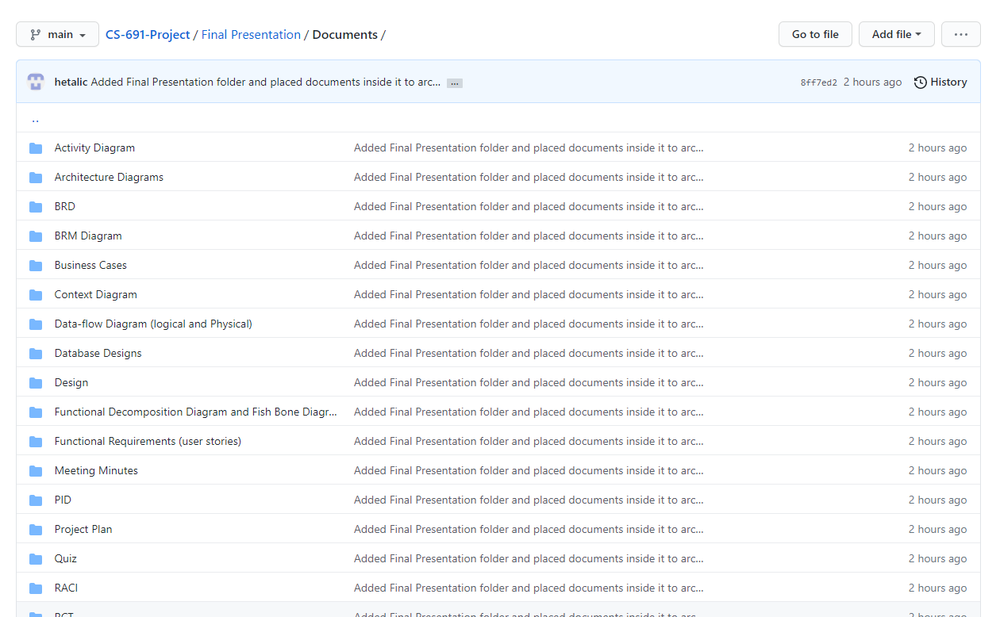 main
CS-691-Project / Final Presentation / Documents /
Go to file
Add file
...
hetalic Added Final Presentation folder and placed documents inside it to arc... ...
8ff7ed2 2 hours ago History
..
Activity Diagram Added Final Presentation folder and placed documents inside it to arc... 2 hours ago
Architecture Diagrams Added Final Presentation folder and placed documents inside it to arc... 2 hours ago
BRD Added Final Presentation folder and placed documents inside it to arc... 2 hours ago
BRM Diagram Added Final Presentation folder and placed documents inside it to arc... 2 hours ago
Business Cases Added Final Presentation folder and placed documents inside it to arc... 2 hours ago
Context Diagram Added Final Presentation folder and placed documents inside it to arc... 2 hours ago
Data-flow Diagram (logical and Physical) Added Final Presentation folder and placed documents inside it to arc... 2 hours ago
Database Designs Added Final Presentation folder and placed documents inside it to arc... 2 hours ago
Design Added Final Presentation folder and placed documents inside it to arc... 2 hours ago
Functional Decomposition Diagram and Fish Bone Diagr... Added Final Presentation folder and placed documents inside it to arc... 2 hours ago
Functional Requirements (user stories) Added Final Presentation folder and placed documents inside it to arc... 2 hours ago
Meeting Minutes Added Final Presentation folder and placed documents inside it to arc... 2 hours ago
PID Added Final Presentation folder and placed documents inside it to arc... 2 hours ago
Project Plan Added Final Presentation folder and placed documents inside it to arc... 2 hours ago
Quiz Added Final Presentation folder and placed documents inside it to arc... 2 hours ago
RACI Added Final Presentation folder and placed documents inside it to arc... 2 hours ago
Added Final Presentation folder and placed documents inside it to arc... 2 hours ago